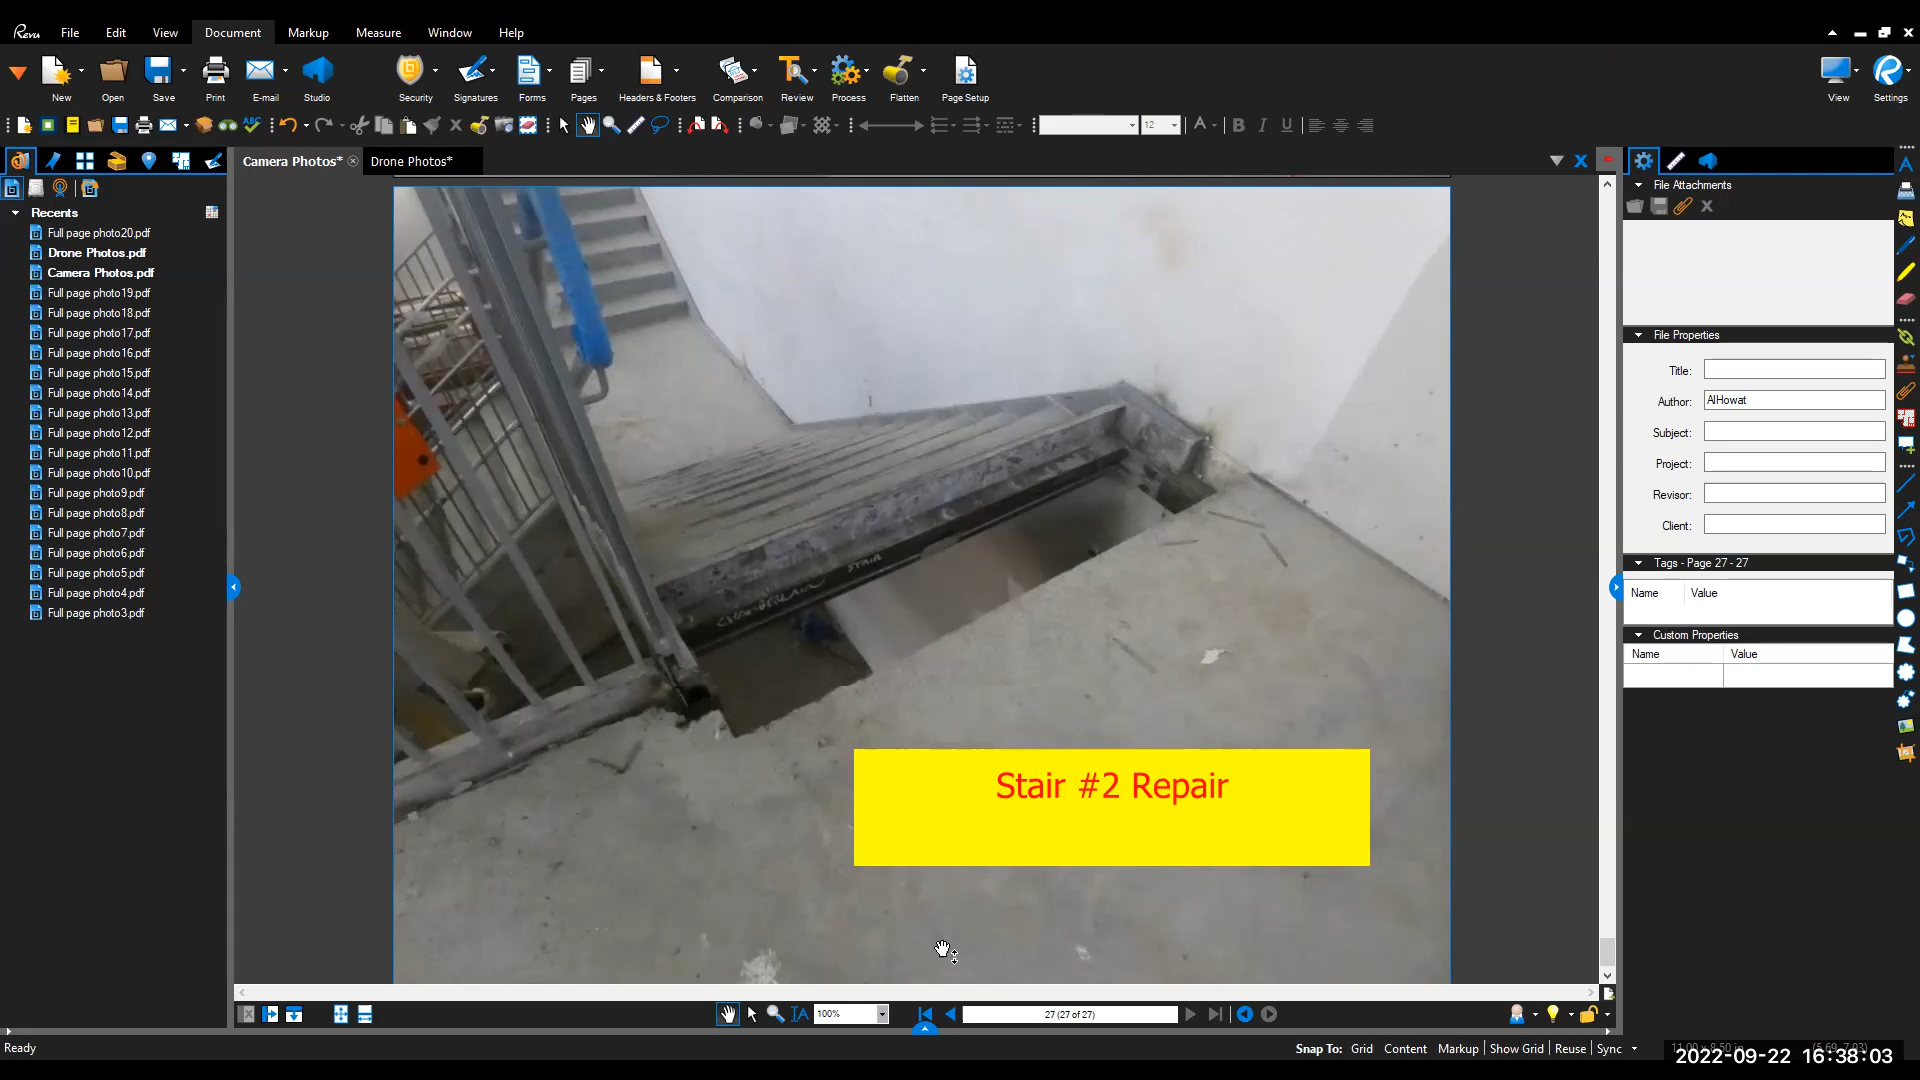 Revu File Edit View Document Markup Measure Window Help
New Open Save Print E-mail Studio Security Signatures Forms Pages Headers & Footers Comparison Review Process Flatten Page Setup View Settings
12
Camera Photos* Drone Photos*
Recents
Full page photo20.pdf
Drone Photos.pdf
Camera Photos.pdf
Full page photo19.pdf
Full page photo18.pdf
Full page photo17.pdf
Full page photo16.pdf
Full page photo15.pdf
Full page photo14.pdf
Full page photo13.pdf
Full page photo12.pdf
Full page photo11.pdf
Full page photo10.pdf
Full page photo9.pdf
Full page photo8.pdf
Full page photo7.pdf
Full page photo6.pdf
Full page photo5.pdf
Full page photo4.pdf
Full page photo3.pdf
STAIR
Stair #2 Repair
File Attachments
File Properties
Title:
Author: AlHowat
Subject:
Project:
Revisor:
Client:
Tags - Page 27 - 27
Name Value
Custom Properties
Name Value
100%
27 (27 of 27)
Ready
Snap To: Grid Content Markup Show Grid Reuse Sync
2022-09-22 16:38:03